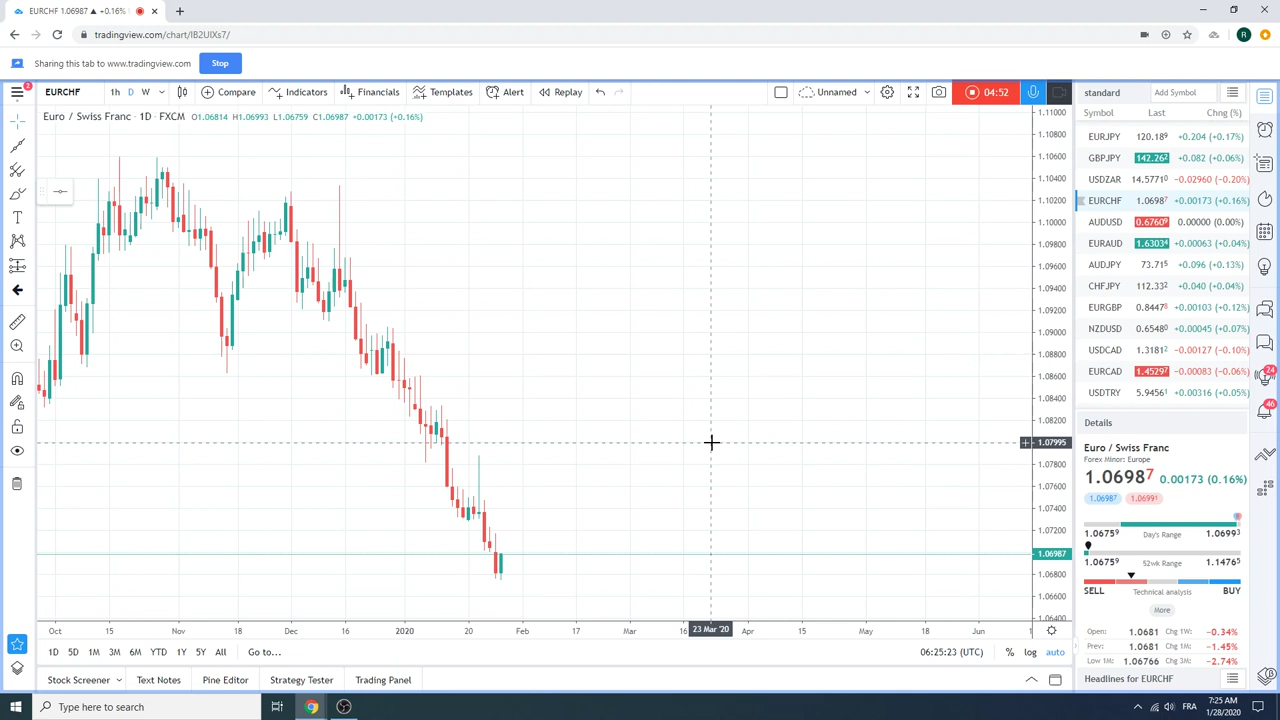 EURCHF 1.06987 ▲ +0.16%
lB2UlXs7/
tradingview.com/chart/lB2UlXs7/
R
Sharing this tab to www.tradingview.com
Stop
2
EURCHF
1h
D
W
Compare
Indicators
Financials
Templates
Alert
Replay
Unnamed
04:52
Euro / Swiss Franc · 1D · FXCM
O1.06814 H1.06993 L1.06759 C1.06987 +0.00173 (+0.16%)
1.11000
1.10800
1.10600
1.10400
1.10200
1.10000
1.09800
1.09600
1.09400
1.09200
1.09000
1.08800
1.08600
1.08400
1.08200
1.07995
1.07800
1.07600
1.07400
1.07200
1.06987
1.06800
1.06600
1.06400
Oct 15 Nov 18 Dec 16 2020 20 Feb 17 Mar 16 23 Mar '20 Apr 15 May 18 Jun 1
1D 5D 1M 3M 6M YTD 1Y 5Y All Go to...
06:25:23 (UTC) % log auto
Stock Screener
Text Notes
Pine Editor
Strategy Tester
Trading Panel
standard
Add Symbol
Symbol Last Chng (%)
EURJPY 120.189 +0.204 (+0.17%)
GBPJPY 142.262 +0.082 (+0.06%)
USDZAR 14.57710 −0.02960 (−0.20%)
EURCHF 1.06987 +0.00173 (+0.16%)
AUDUSD 0.67609 0.00000 (0.00%)
EURAUD 1.63034 +0.00063 (+0.04%)
AUDJPY 73.715 +0.096 (+0.13%)
CHFJPY 112.332 +0.040 (+0.04%)
EURGBP 0.84478 +0.00103 (+0.12%)
NZDUSD 0.65480 +0.00045 (+0.07%)
USDCAD 1.31812 −0.00127 (−0.10%)
EURCAD 1.45297 −0.00083 (−0.06%)
USDTRY 5.94561 +0.00316 (+0.05%)
24
46
Details
Euro / Swiss Franc
Forex Minor: Europe
1.06987 0.00173 (0.16%)
1.06987 1.06991
1.06759 Day's Range 1.06993
1.06759 52wk Range 1.14765
SELL Technical analysis BUY
More
Open: 1.0681 Chg 1W: −0.34%
Prev: 1.0681 Chg 1M: −1.45%
Low 1M: 1.06766 Chg 3M: −2.74%
Headlines for EURCHF
Type here to search
FRA
7:25 AM
1/28/2020